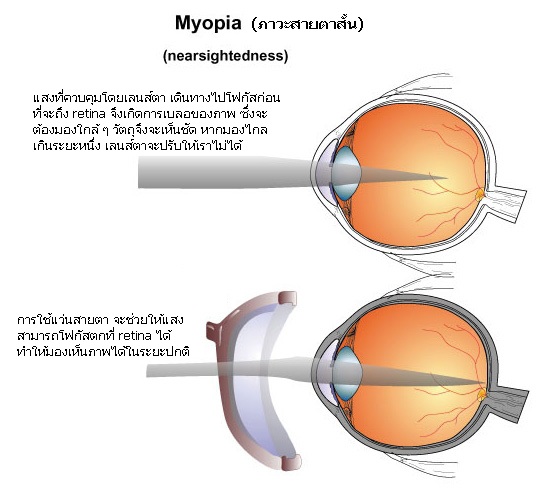 Myopia (ภาวะสายตาสั้น)
(nearsightedness)
แสงที่ควบคุมโดยเลนส์ตา เดินทางไปโฟกัสก่อน
ที่จะถึง retina จึงเกิดการเบลอของภาพ ซึ่งจะ
ต้องมองใกล้ ๆ วัตถุจึงจะเห็นชัด หากมองไกล
เกินระยะหนึ่ง เลนส์ตาจะปรับให้เราไม่ได้
การใช้แว่นสายตา จะช่วยให้แสง
สามารถโฟกัสตกที่ retina ได้
ทำให้มองเห็นภาพได้ในระยะปกติ